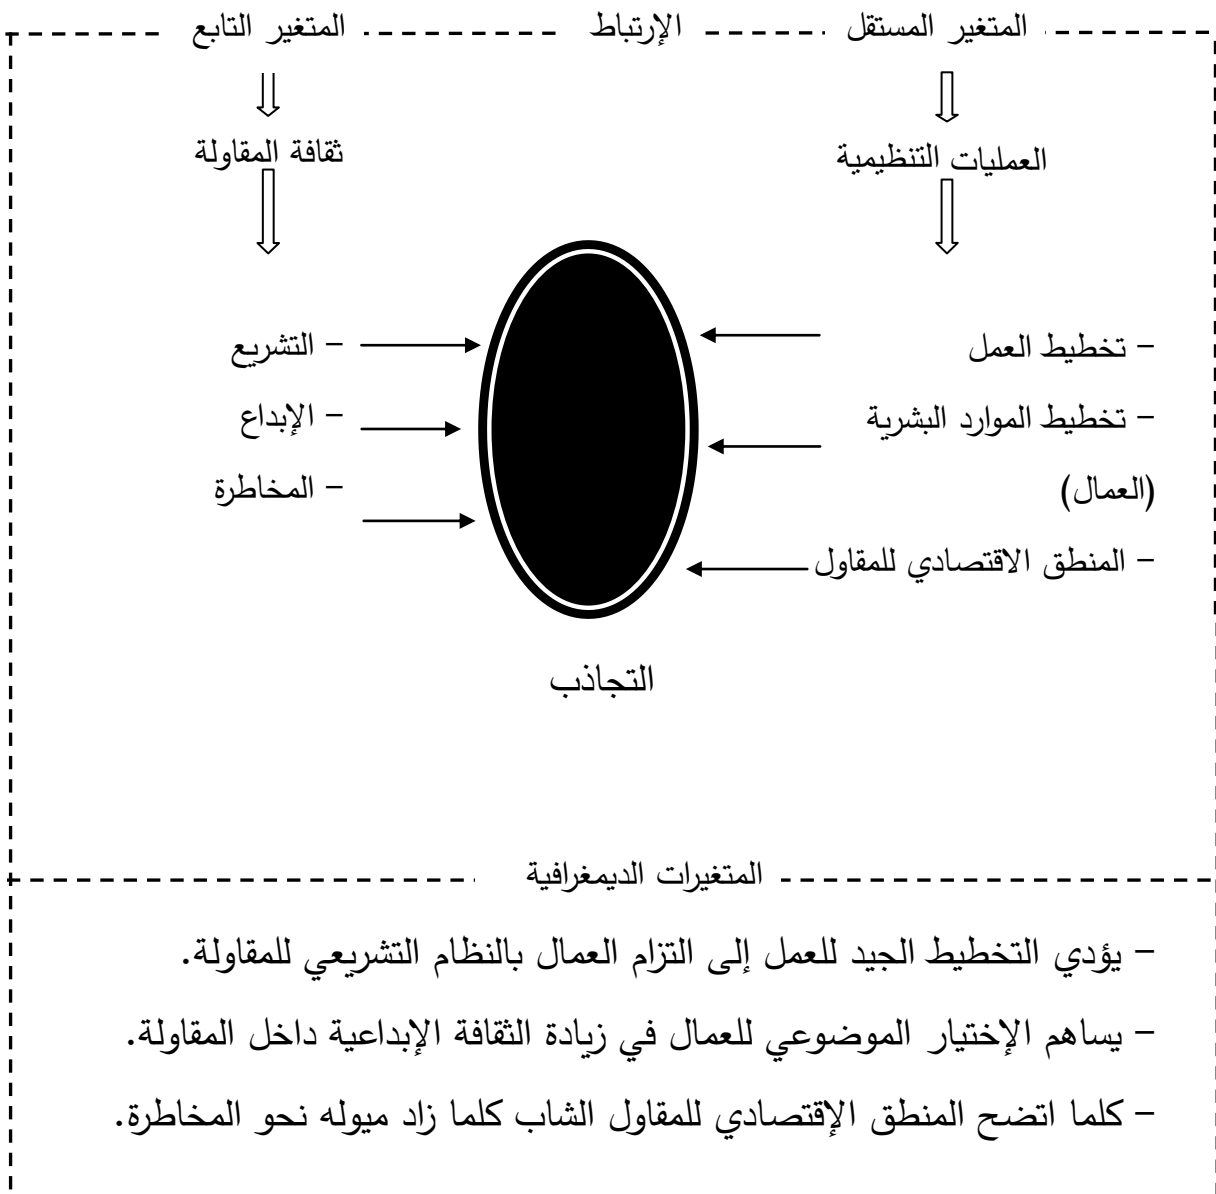 المتغير المستقل الإرتباط المتغير التابع
العمليات التنظيمية
ثقافة المقاولة
- تخطيط العمل
- تخطيط الموارد البشرية
(العمال)
- المنطق الاقتصادي للمقاول
- التشريع
- الإبداع
- المخاطرة
التجاذب
المتغيرات الديمغرافية
- يؤدي التخطيط الجيد للعمل إلى التزام العمال بالنظام التشريعي للمقاولة.
- يساهم الإختيار الموضوعي للعمال في زيادة الثقافة الإبداعية داخل المقاولة.
- كلما اتضح المنطق الإقتصادي للمقاول الشاب كلما زاد ميوله نحو المخاطرة.